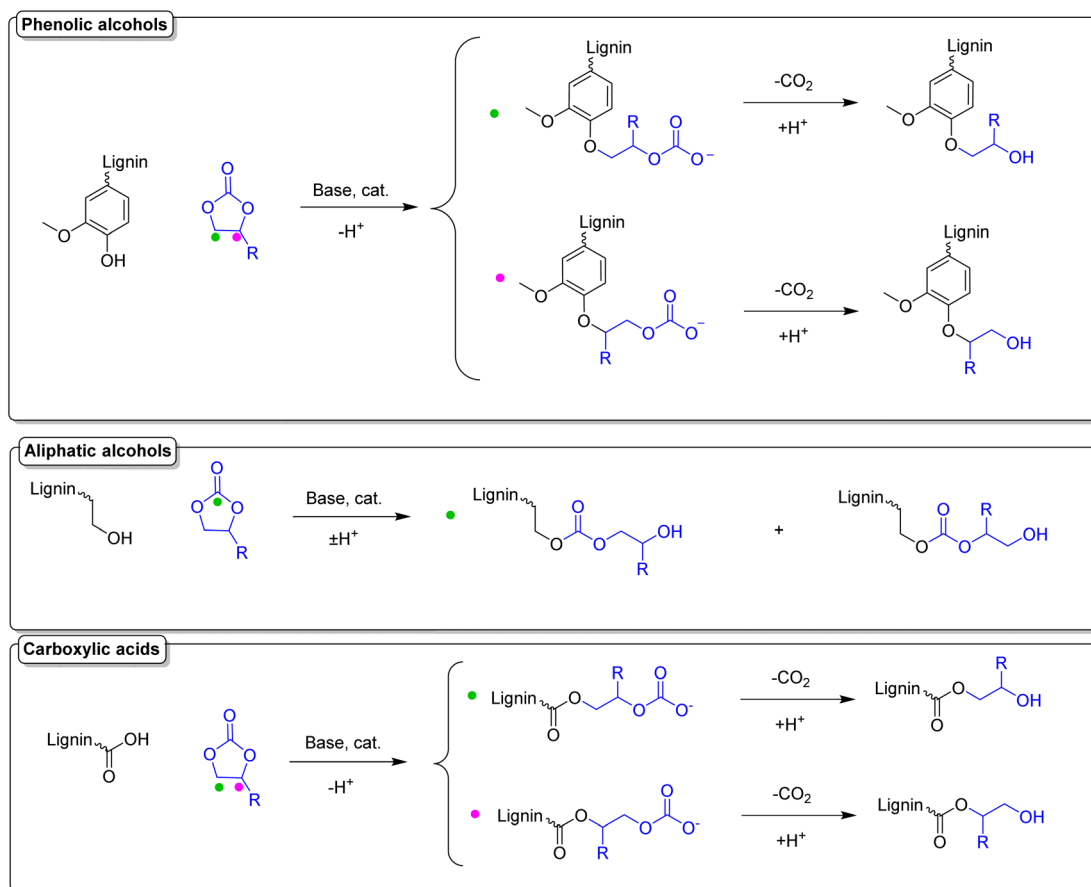 Phenolic alcohols
Lignin
O
OH
O
O
O
R
Base, cat.
-H⁺
Lignin
O
O
R
O
O
O⁻
-CO₂
+H⁺
Lignin
O
O
R
OH
Lignin
O
O
R
O
O
O⁻
-CO₂
+H⁺
Lignin
O
O
R
OH
Aliphatic alcohols
Lignin
OH
O
O
O
R
Base, cat.
±H⁺
Lignin
O
O
O
OH
R
+
Lignin
O
O
O
R
OH
Carboxylic acids
Lignin
OH
O
O
O
O
R
Base, cat.
-H⁺
Lignin
O
O
R
O
O
O⁻
-CO₂
+H⁺
Lignin
O
O
R
OH
Lignin
O
O
R
O
O
O⁻
-CO₂
+H⁺
Lignin
O
O
R
OH